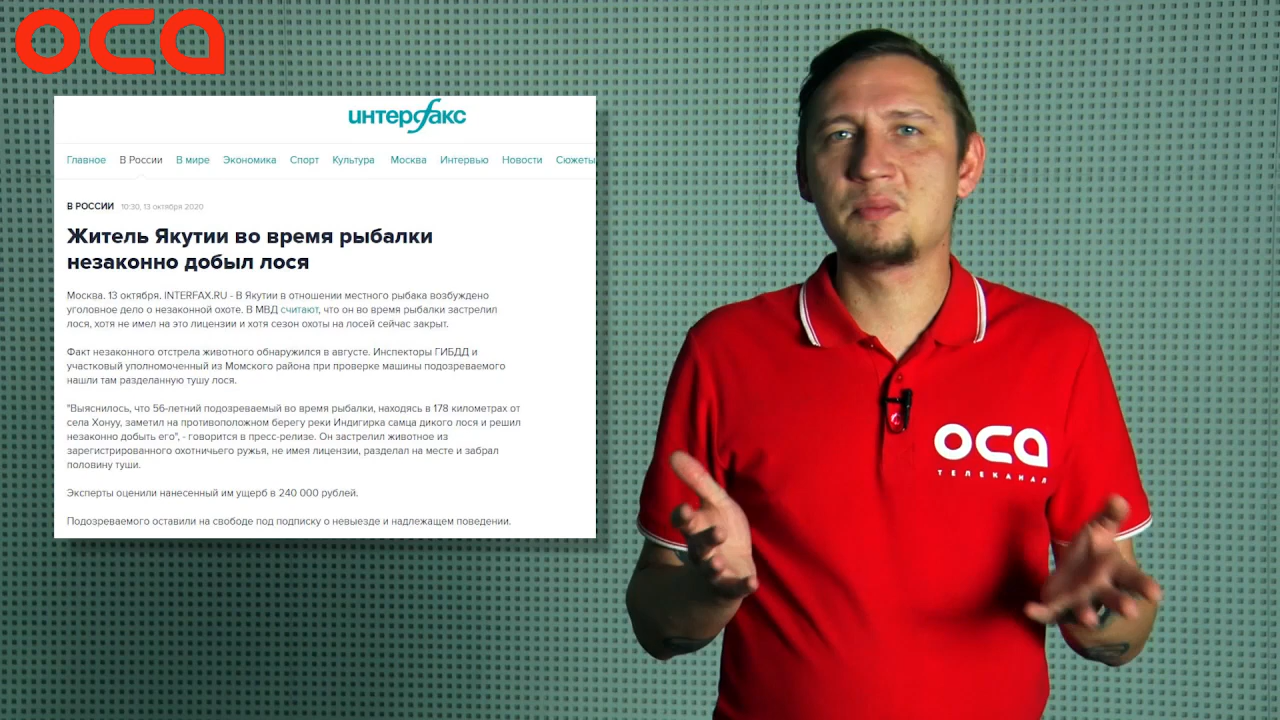 оса
интерфакс
Главное В России В мире Экономика Спорт Культура Москва Интервью Новости Сюжеты
В РОССИИ 10:30, 13 октября 2020
Житель Якутии во время рыбалки
незаконно добыл лося
Москва. 13 октября. INTERFAX.RU - В Якутии в отношении местного рыбака возбуждено
уголовное дело о незаконной охоте. В МВД считают, что он во время рыбалки застрелил
лося, хотя не имел на это лицензии и хотя сезон охоты на лосей сейчас закрыт.
Факт незаконного отстрела животного обнаружился в августе. Инспекторы ГИБДД и
участковый уполномоченный из Момского района при проверке машины подозреваемого
нашли там разделанную тушу лося.
"Выяснилось, что 56-летний подозреваемый во время рыбалки, находясь в 178 километрах от
села Хонуу, заметил на противоположном берегу реки Индигирка самца дикого лося и решил
незаконно добыть его", - говорится в пресс-релизе. Он застрелил животное из
зарегистрированного охотничьего ружья, не имея лицензии, разделал на месте и забрал
половину туши.
Эксперты оценили нанесенный им ущерб в 240 000 рублей.
Подозреваемого оставили на свободе под подписку о невыезде и надлежащем поведении.
оса
ТЕЛЕКАНАЛ